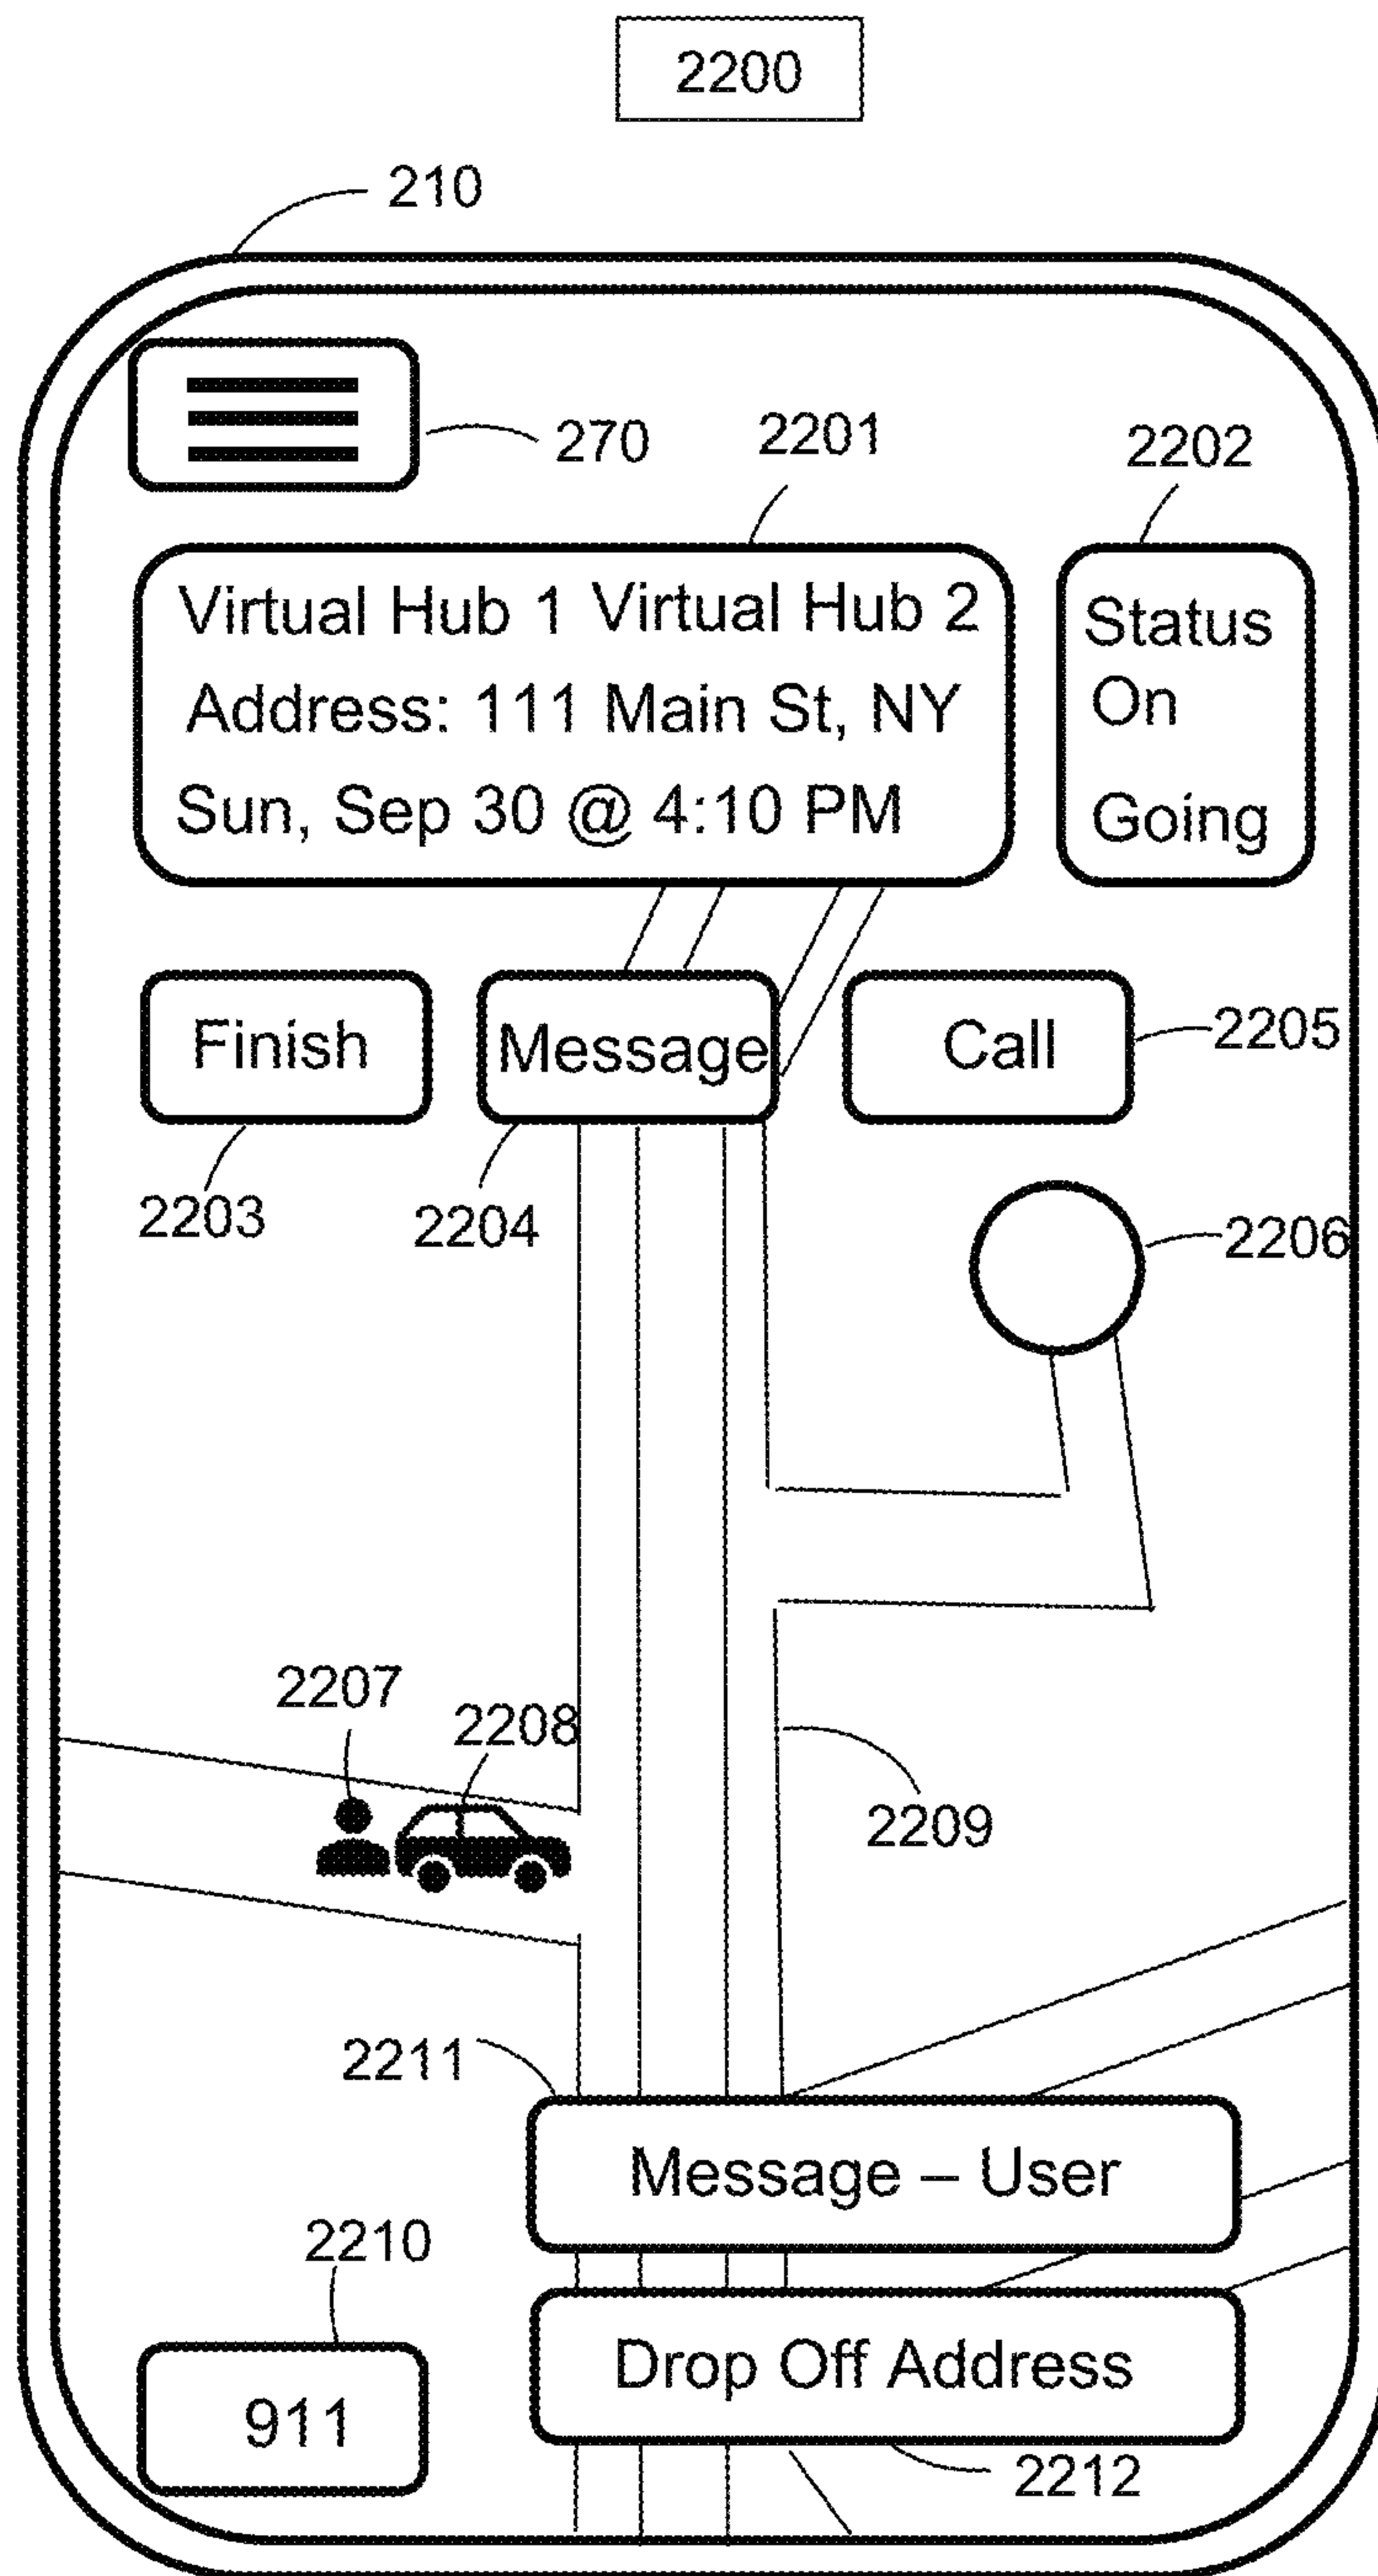 2200
210
270
2201
2202
Virtual Hub 1 Virtual Hub 2
Address: 111 Main St, NY
Sun, Sep 30 @ 4:10 PM
Status
On
Going
Finish
Message
Call
2205
2203
2204
2206
2207
2208
2209
2211
Message – User
2210
Drop Off Address
911
2212